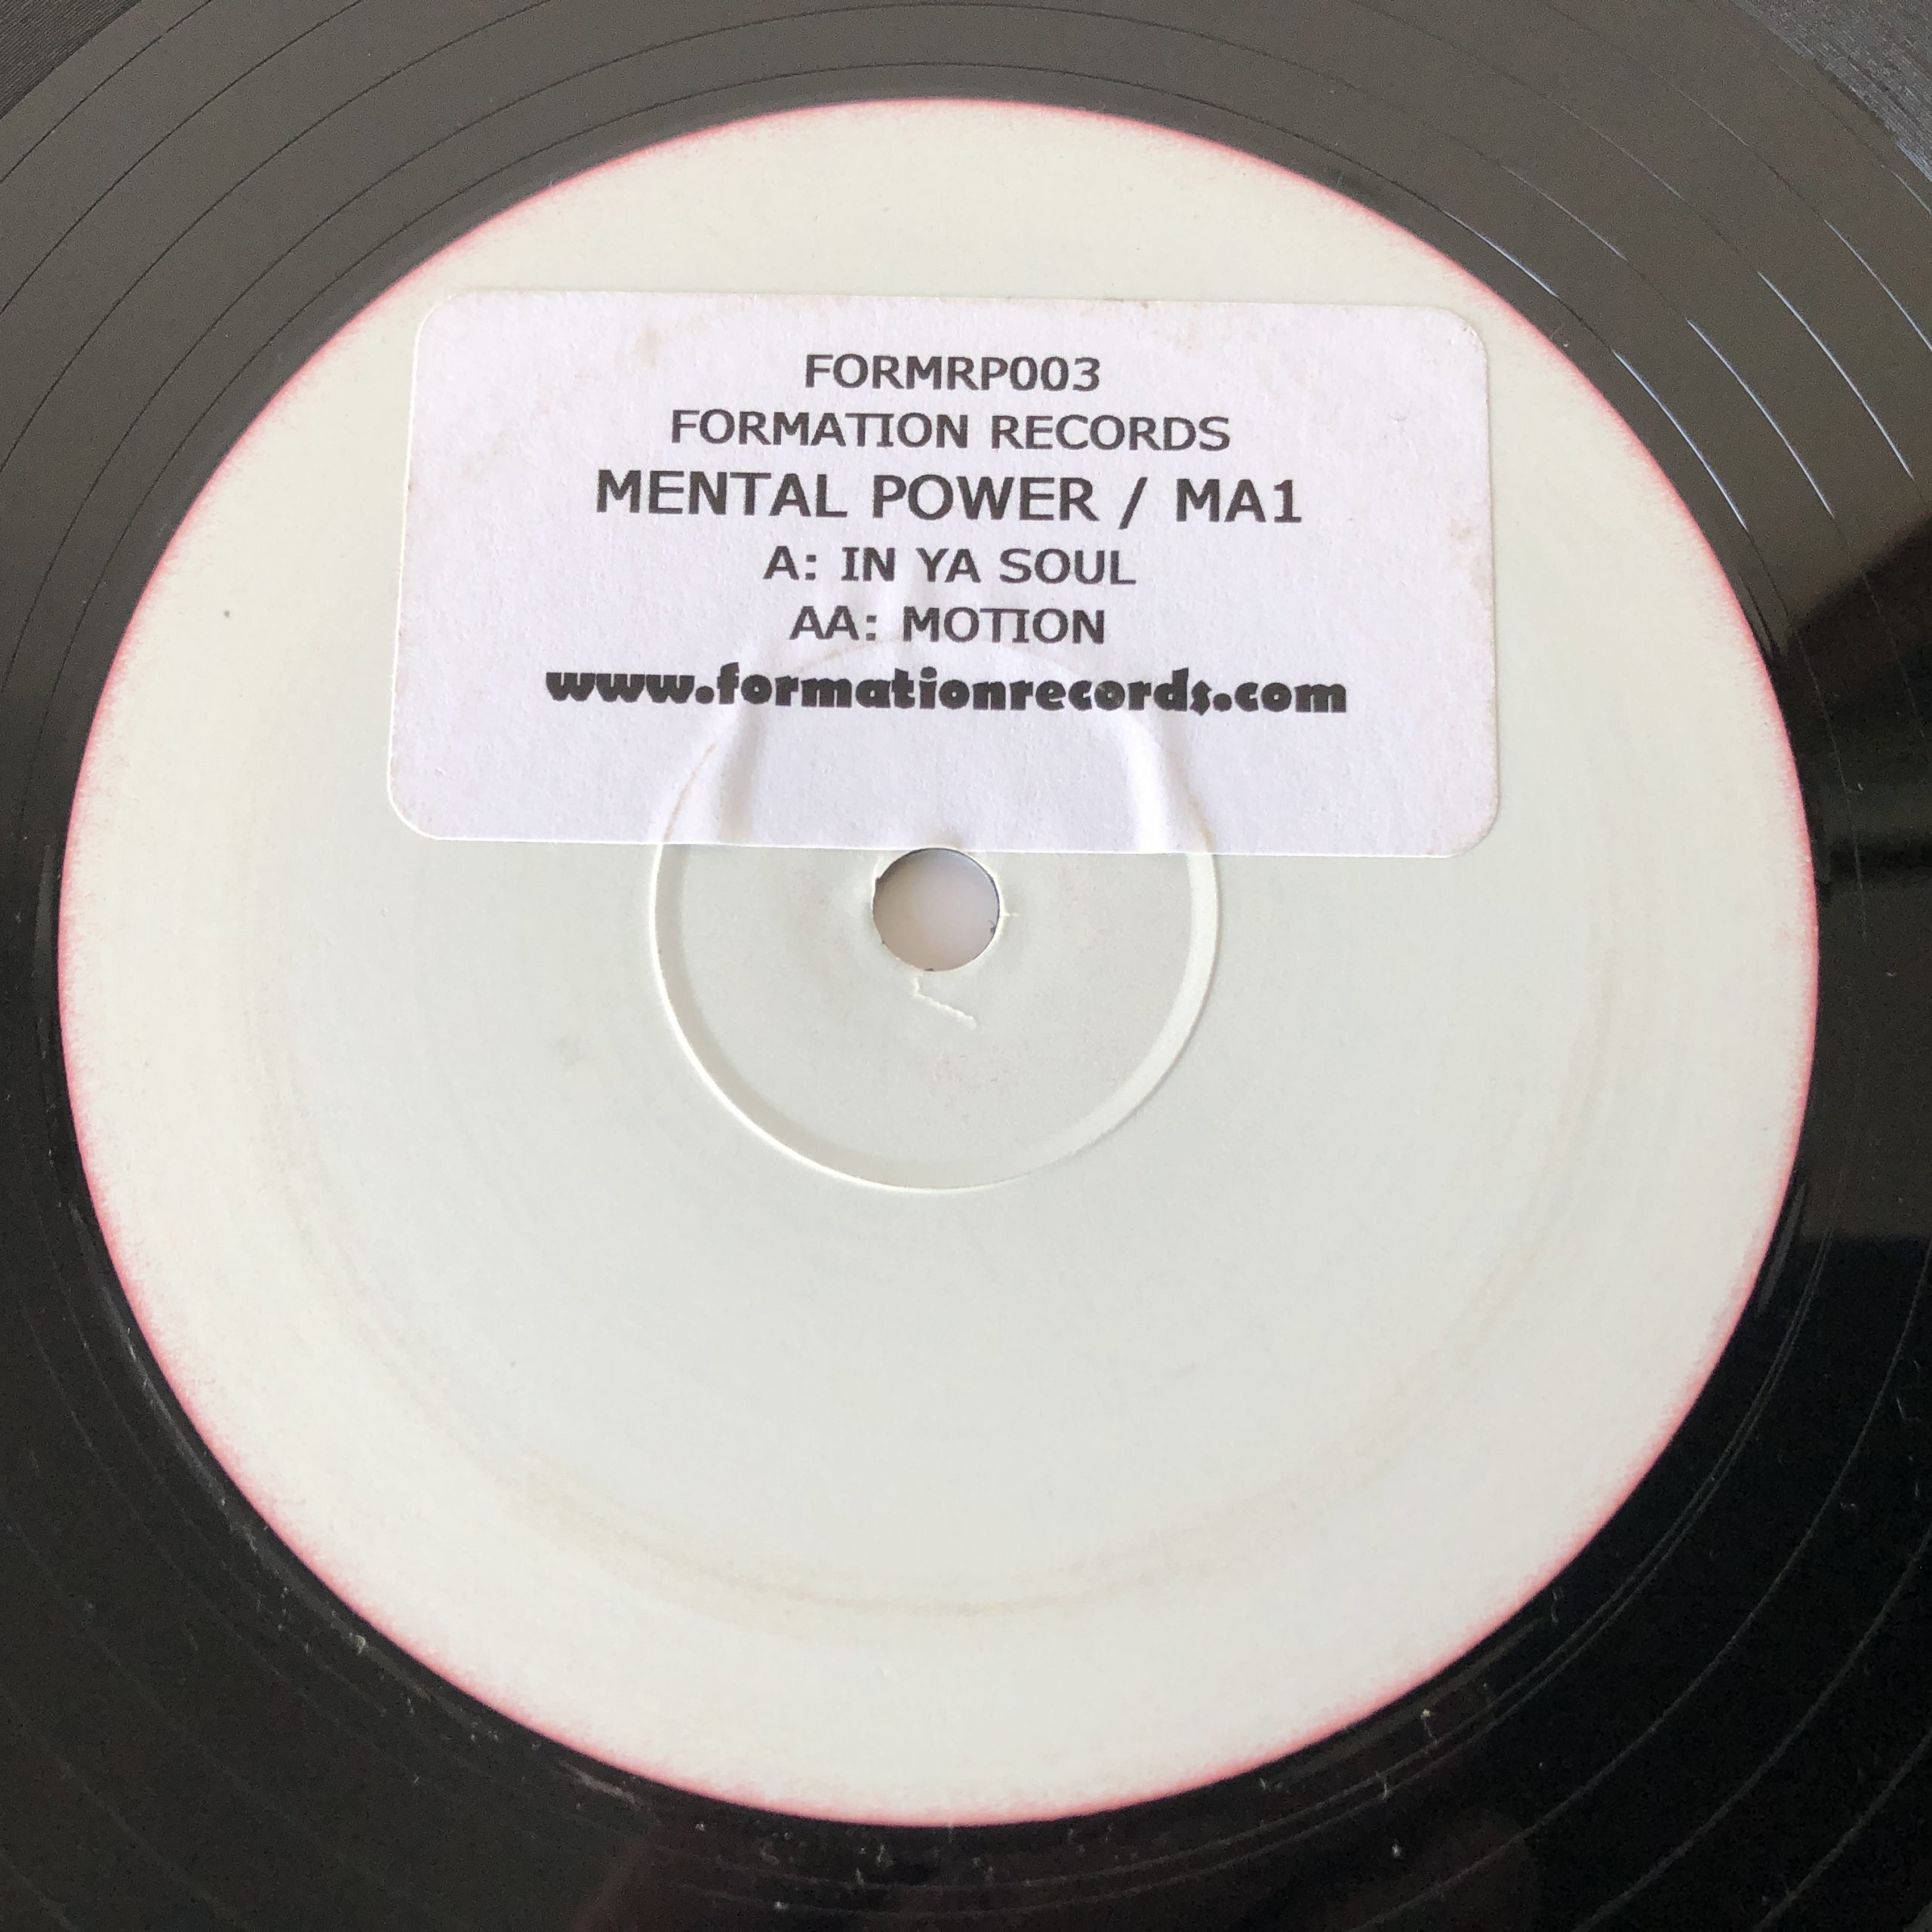 FORMRP003
FORMATION RECORDS
MENTAL POWER / MA1
A: IN YA SOUL
AA: MOTION
www.formationrecords.com